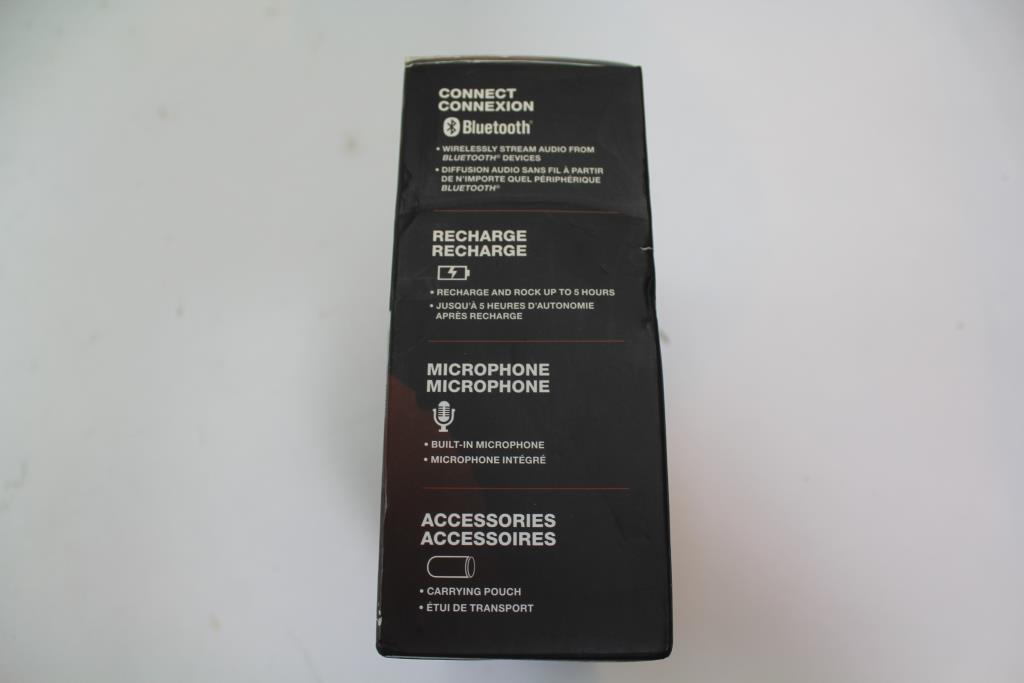 CONNECT
CONNEXION
Bluetooth®
• WIRELESSLY STREAM AUDIO FROM
BLUETOOTH® DEVICES
• DIFFUSION AUDIO SANS FIL À PARTIR
DE N'IMPORTE QUEL PÉRIPHÉRIQUE
BLUETOOTH®
RECHARGE
RECHARGE
• RECHARGE AND ROCK UP TO 5 HOURS
• JUSQU'À 5 HEURES D'AUTONOMIE
APRÈS RECHARGE
MICROPHONE
MICROPHONE
• BUILT-IN MICROPHONE
• MICROPHONE INTÉGRÉ
ACCESSORIES
ACCESSOIRES
• CARRYING POUCH
• ÉTUI DE TRANSPORT